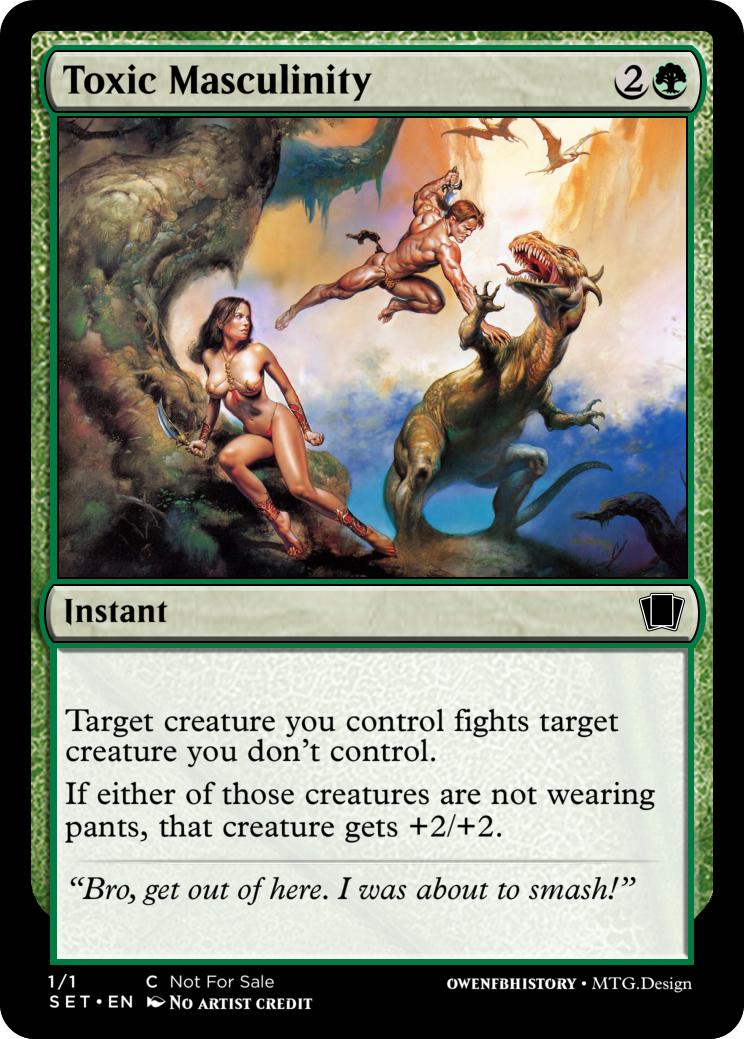 Toxic Masculinity 2
Instant
Target creature you control fights target
creature you don't control.
If either of those creatures are not wearing
pants, that creature gets +2/+2.
“Bro, get out of here. I was about to smash!”
1/1 C Not For Sale
SET • EN No artist credit
OWENFBHISTORY • MTG.Design